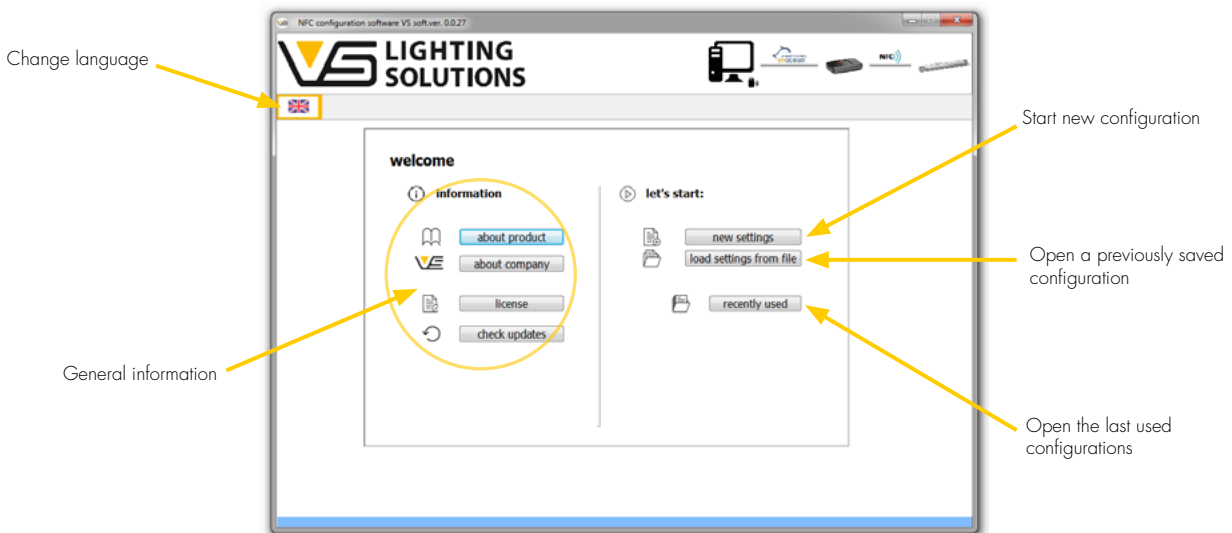 NFC configuration software VS soft.ver. 0.0.27
VS LIGHTING
SOLUTIONS
NFC
Change language
welcome
information
about product
about company
license
check updates
let's start:
new settings
load settings from file
recently used
Start new configuration
Open a previously saved
configuration
General information
Open the last used
configurations